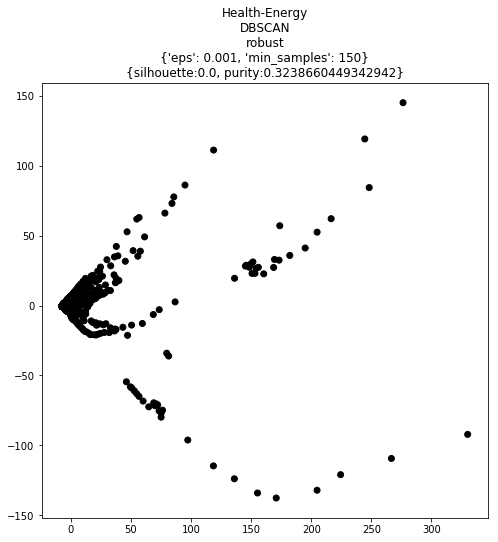 Health-Energy
DBSCAN
robust
{'eps': 0.001, 'min_samples': 150}
{silhouette:0.0, purity:0.3238660449342942}
150
100
50
0
−50
−100
−150
0 50 100 150 200 250 300